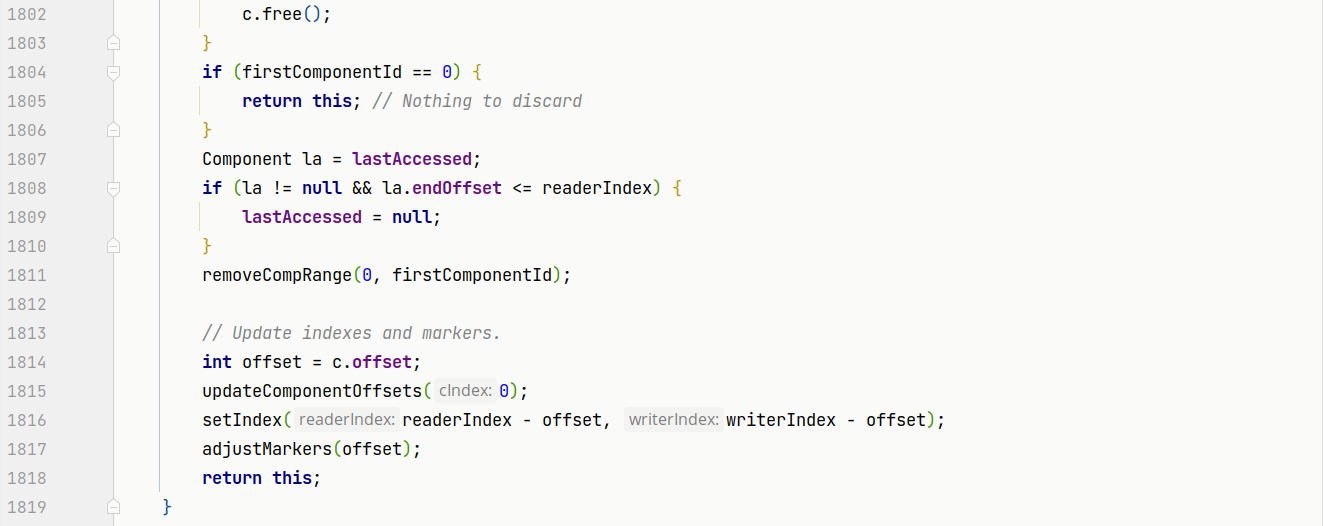 1802 c.free();
1803 }
1804 if (firstComponentId == 0) {
1805 return this; // Nothing to discard
1806 }
1807 Component la = lastAccessed;
1808 if (la != null && la.endOffset <= readerIndex) {
1809 lastAccessed = null;
1810 }
1811 removeCompRange(0, firstComponentId);
1812
1813 // Update indexes and markers.
1814 int offset = c.offset;
1815 updateComponentOffsets( cIndex: 0);
1816 setIndex( readerIndex: readerIndex - offset, writerIndex: writerIndex - offset);
1817 adjustMarkers(offset);
1818 return this;
1819 }